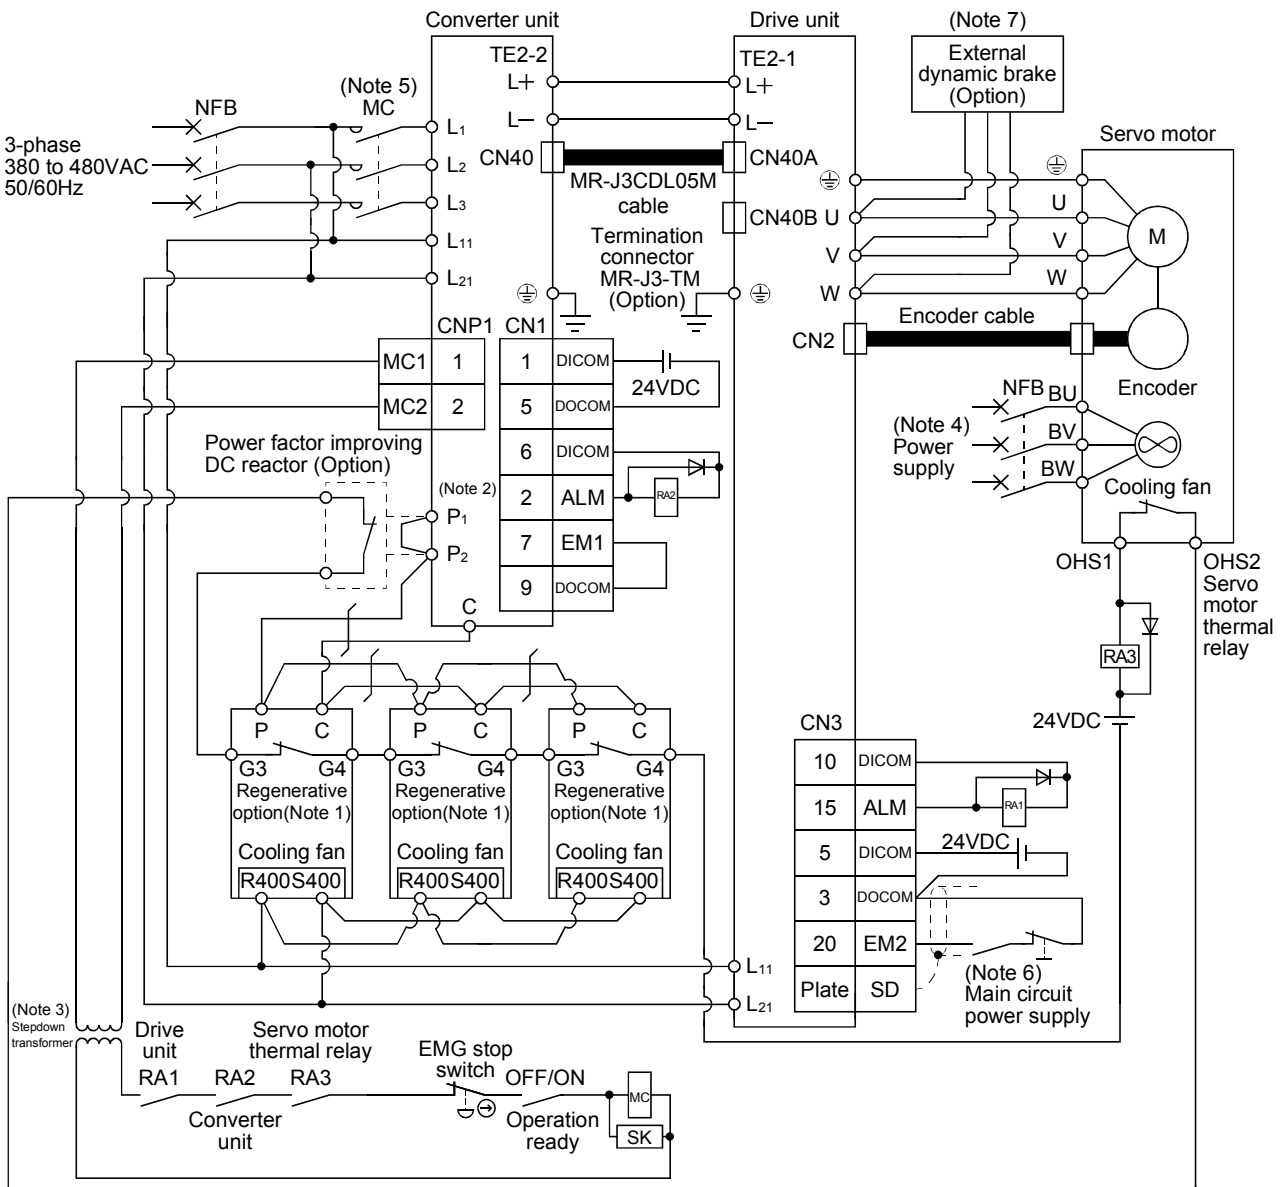 Converter unit
Drive unit
(Note 7)
External
dynamic brake
(Option)
TE2-2
TE2-1
L+
L+
L−
L−
(Note 5)
MC
NFB
3-phase
380 to 480VAC
50/60Hz
L1
L2
L3
L11
L21
CN40
CN40A
MR-J3CDL05M
cable
CN40B
Termination
connector
MR-J3-TM
(Option)
Servo motor
U
V
W
U
V
W
M
CN2
Encoder cable
Encoder
CNP1
CN1
MC1 1
MC2 2
1 DICOM
5 DOCOM
6 DICOM
2 ALM
7 EM1
9 DOCOM
24VDC
RA2
NFB
BU
BV
BW
(Note 4)
Power
supply
Cooling fan
OHS1
OHS2
Servo
motor
thermal
relay
RA3
24VDC
Power factor improving
DC reactor (Option)
(Note 2)
P1
P2
C
P C
P C
P C
G3 G4
G3 G4
G3 G4
Regenerative
option(Note 1)
Regenerative
option(Note 1)
Regenerative
option(Note 1)
Cooling fan
Cooling fan
Cooling fan
R400S400
R400S400
R400S400
CN3
10 DICOM
15 ALM
5 DICOM
3 DOCOM
20 EM2
Plate SD
RA1
24VDC
(Note 6)
Main circuit
power supply
L11
L21
(Note 3)
Stepdown
transformer
Drive
unit
RA1
RA2
Converter
unit
Servo motor
thermal relay
RA3
EMG stop
switch
OFF/ON
Operation
ready
MC
SK